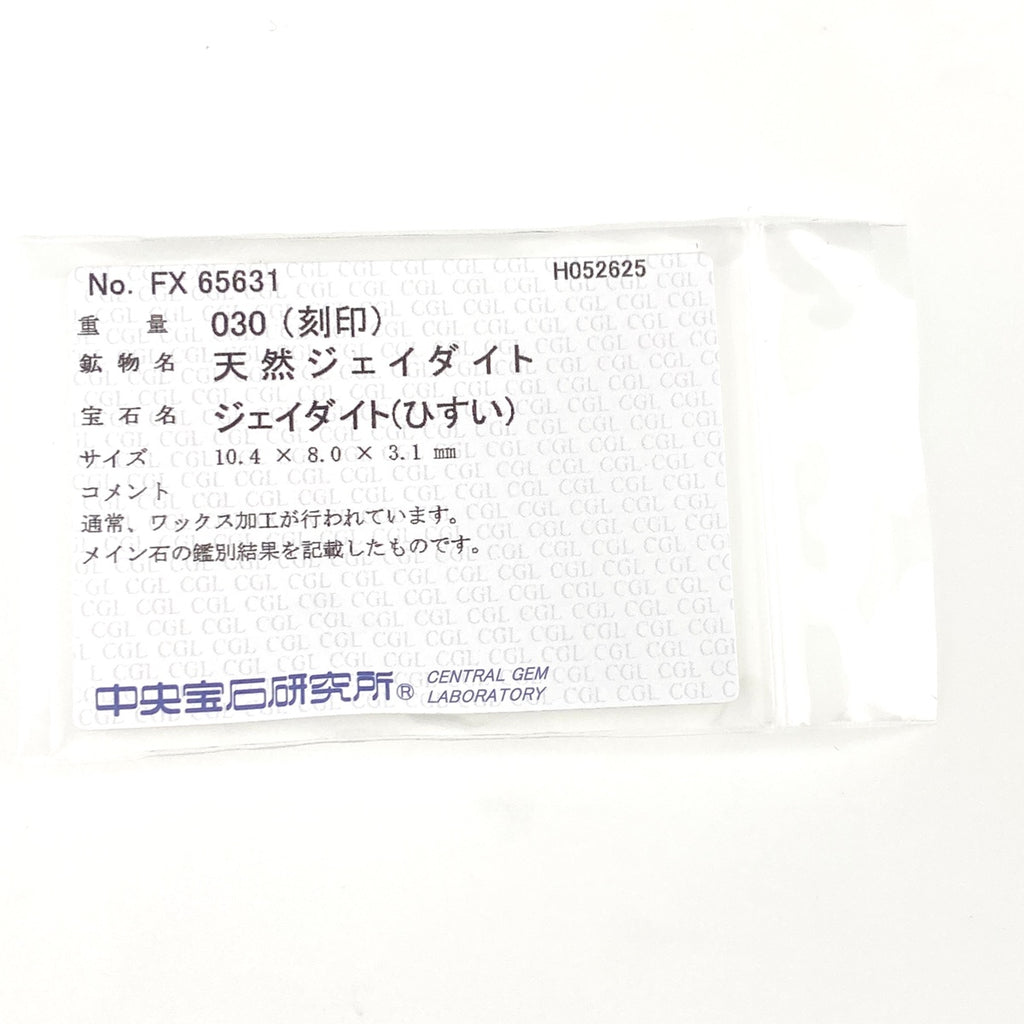 No. FX 65631
H052625
重 量 030 (刻印)
鉱物名 天然ジェイダイト
宝石名 ジェイダイト(ひすい)
サイズ 10.4 × 8.0 × 3.1 ㎜
コメント
通常、ワックス加工が行われています。
メイン石の鑑別結果を記載したものです。
中央宝石研究所® CENTRAL GEM
LABORATORY